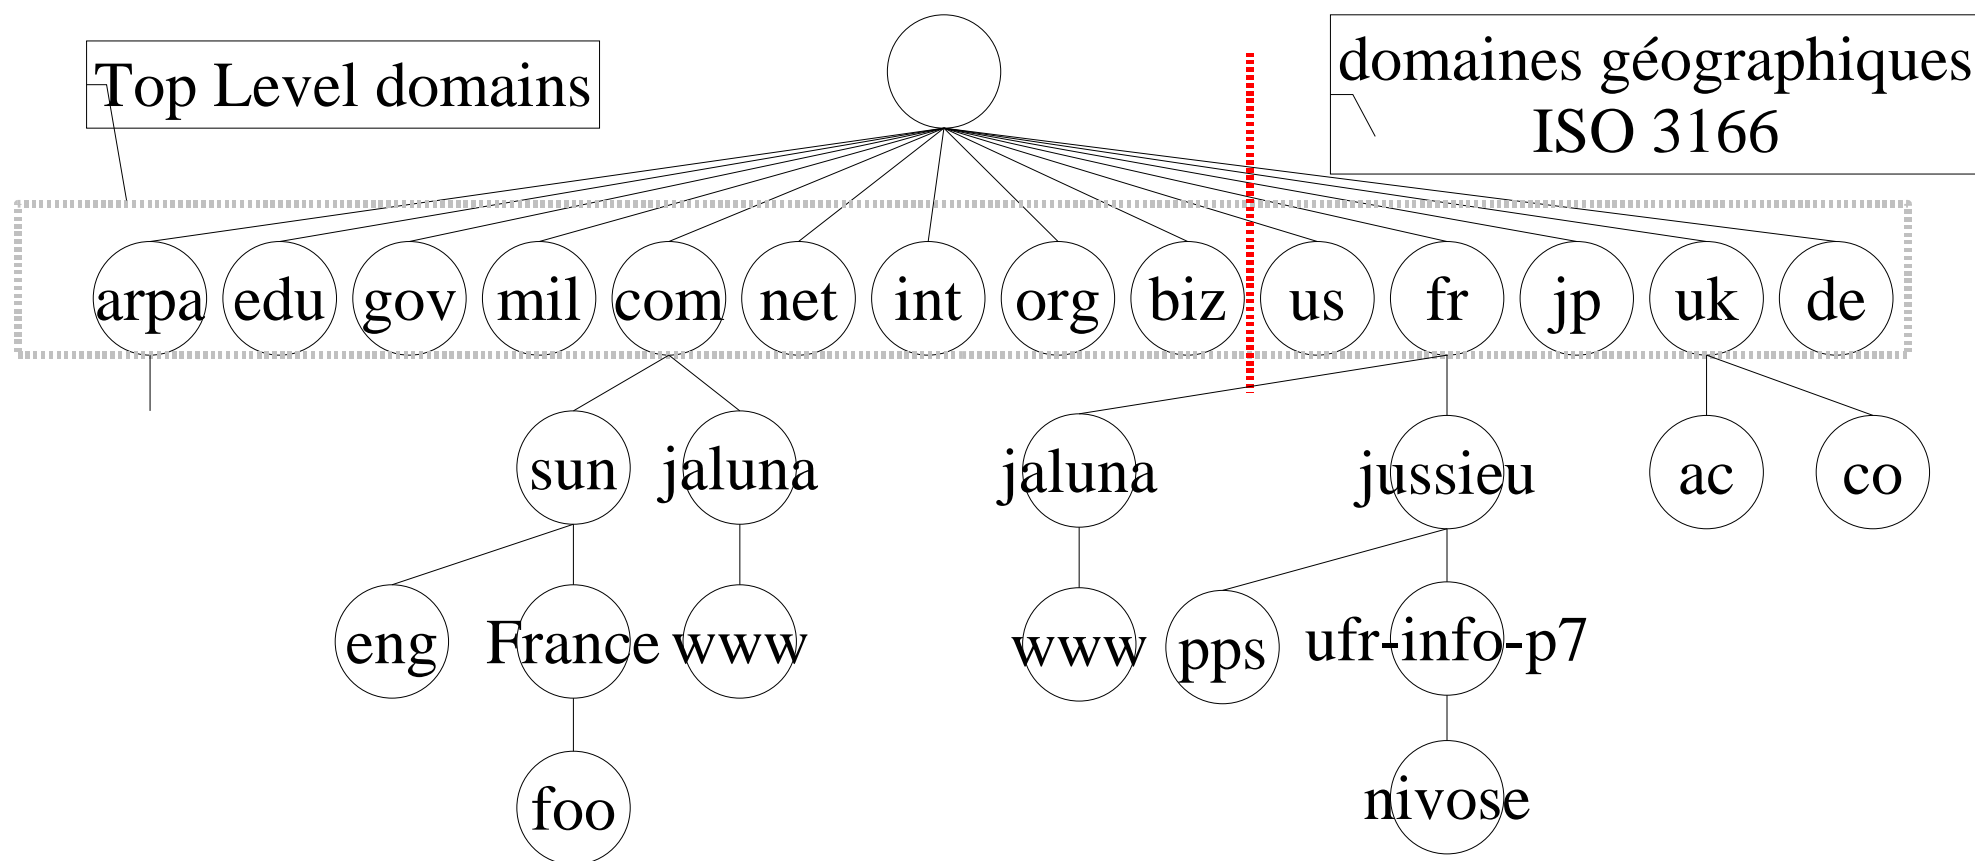 Top Level domains
domaines géographiques
ISO 3166
arpa edu gov mil com net int org biz us fr jp uk de
sun jaluna jaluna jussieu ac co
eng France www www pps ufr-info-p7
foo nivose